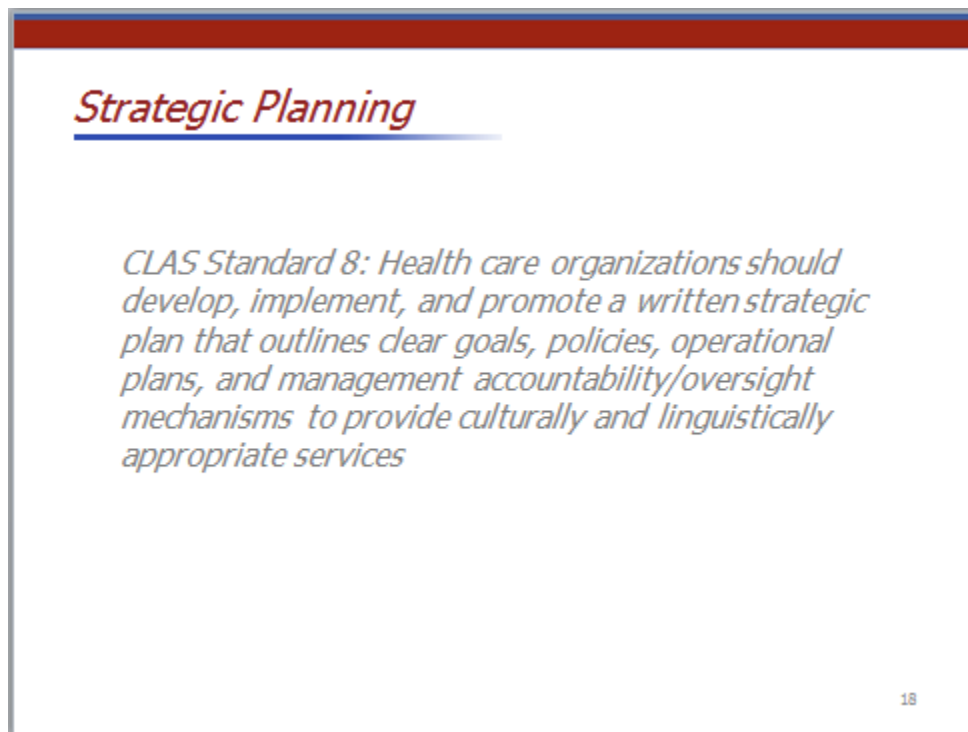 Strategic Planning
CLAS Standard 8: Health care organizations should
develop, implement, and promote a written strategic
plan that outlines clear goals, policies, operational
plans, and management accountability/oversight
mechanisms to provide culturally and linguistically
appropriate services
18